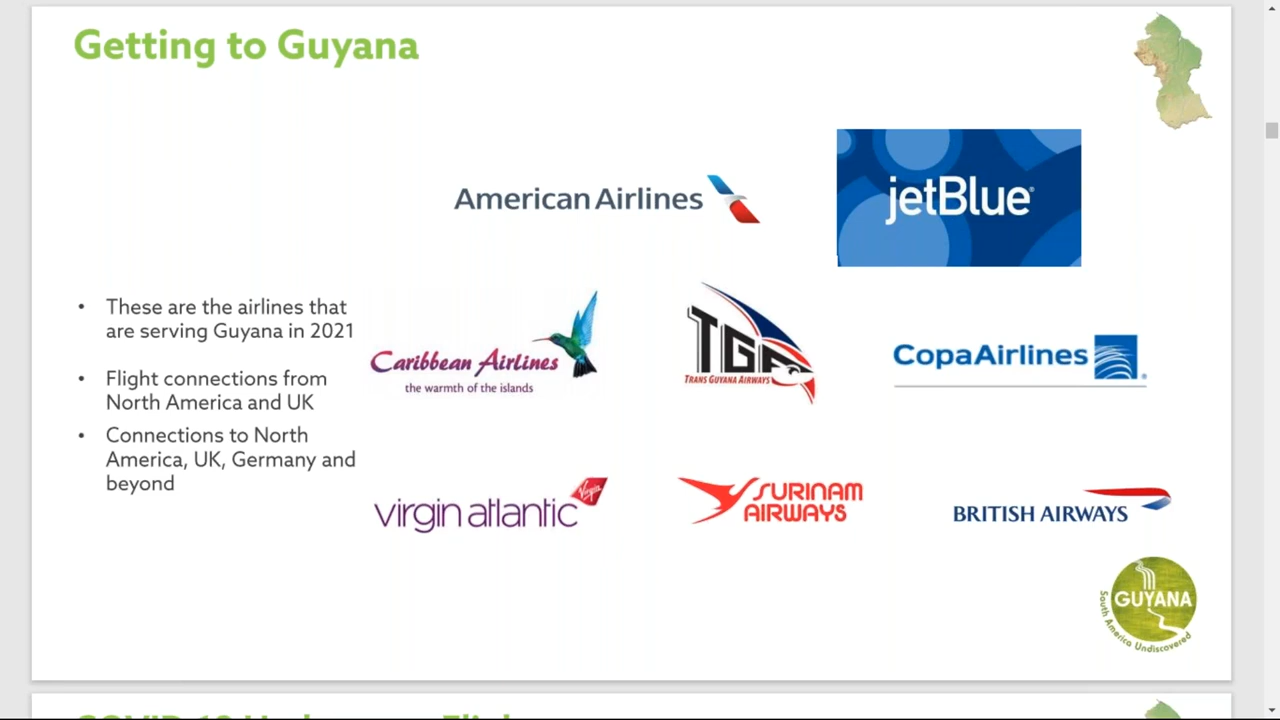 Getting to Guyana
American Airlines
jetBlue®
• These are the airlines that
are serving Guyana in 2021
• Flight connections from
North America and UK
• Connections to North
America, UK, Germany and
beyond
Caribbean Airlines
the warmth of the islands
TGA
TRANS GUYANA AIRWAYS
CopaAirlines®
virgin atlantic
Virgin
SURINAM
AIRWAYS
BRITISH AIRWAYS
GUYANA
South America Undiscovered